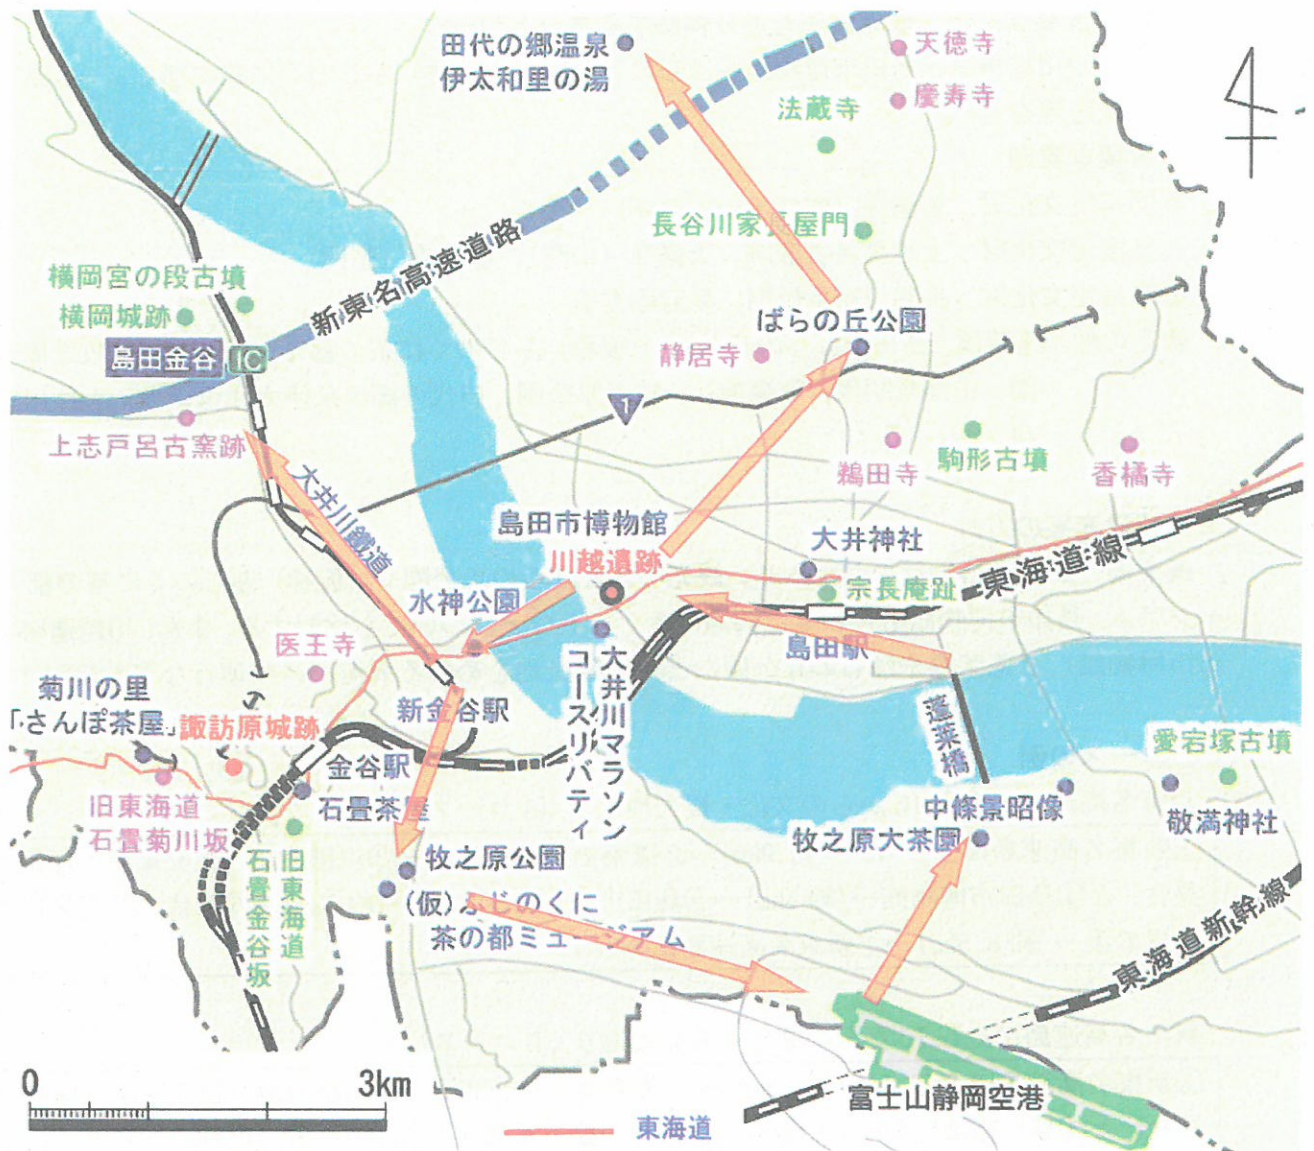 田代の郷温泉
伊太和里の湯
天徳寺
慶寿寺
法蔵寺
長谷川家長屋門
新東名高速道路
横岡宮の段古墳
横岡城跡
島田金谷
IC
ばらの丘公園
静居寺
1
上志戸呂古窯跡
鵜田寺
駒形古墳
香橘寺
大井川鐵道
島田市博物館
川越遺跡
大井神社
宗長庵趾
東海道線
水神公園
医王寺
島田駅
大井川マラソン
コースリバティ
菊川の里
「さんぽ茶屋」
諏訪原城跡
新金谷駅
蓬莱橋
愛宕塚古墳
金谷駅
石畳茶屋
旧東海道
石畳菊川坂
中條景昭像
敬満神社
牧之原大茶園
旧東海道
石畳金谷坂
牧之原公園
(仮)ふじのくに
茶の都ミュージアム
東海道新幹線
富士山静岡空港
0
3km
東海道